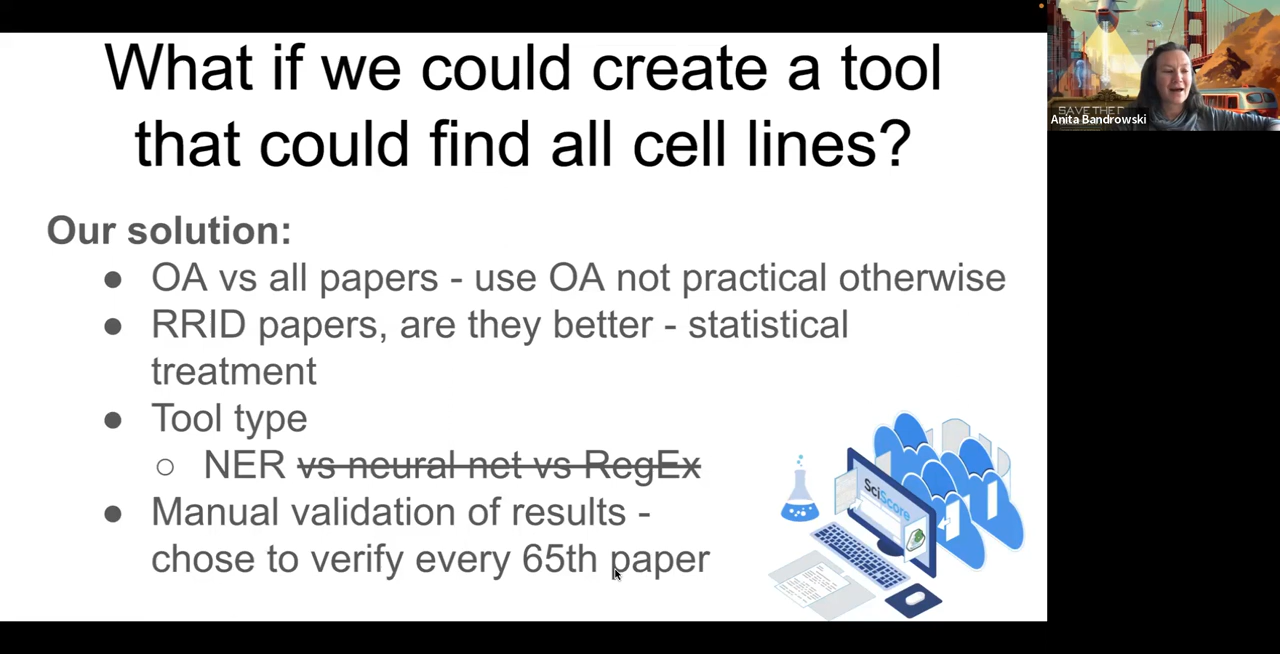 What if we could create a tool
that could find all cell lines?
Our solution:
● OA vs all papers - use OA not practical otherwise
● RRID papers, are they better - statistical
treatment
● Tool type
○ NER vs neural net vs RegEx
● Manual validation of results -
chose to verify every 65th paper
SciScore
SAVE THE
Anita Bandrowski